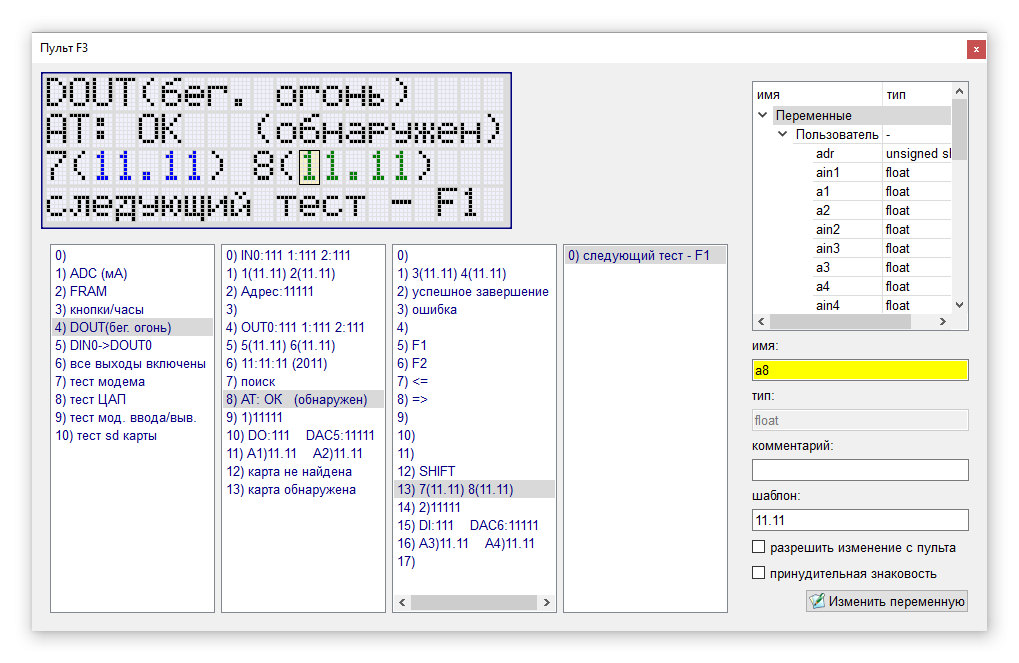 Пульт F3
x
DOUT(бег. огонь)
AT: OK (обнаружен)
7(11.11) 8(11.11)
следующий тест - F1
0)
1) ADC (мА)
2) FRAM
3) кнопки/часы
4) DOUT(бег. огонь)
5) DIN0->DOUT0
6) все выходы включены
7) тест модема
8) тест ЦАП
9) тест мод. ввода/выв.
10) тест sd карты
0) IN0:111 1:111 2:111
1) 1(11.11) 2(11.11)
2) Адрес:11111
3)
4) OUT0:111 1:111 2:111
5) 5(11.11) 6(11.11)
6) 11:11:11 (2011)
7) поиск
8) AT: OK (обнаружен)
9) 1)11111
10) DO:111 DAC5:11111
11) A1)11.11 A2)11.11
12) карта не найдена
13) карта обнаружена
0)
1) 3(11.11) 4(11.11)
2) успешное завершение
3) ошибка
4)
5) F1
6) F2
7) <=
8) =>
9)
10)
11)
12) SHIFT
13) 7(11.11) 8(11.11)
14) 2)11111
15) DI:111 DAC6:11111
16) A3)11.11 A4)11.11
17)
0) следующий тест - F1
имя тип
Переменные
Пользователь -
adr unsigned sl
ain1 float
a1 float
a2 float
ain2 float
ain3 float
a3 float
a4 float
ain4 float
имя:
a8
тип:
float
комментарий:
шаблон:
11.11
разрешить изменение с пульта
принудительная знаковость
Изменить переменную